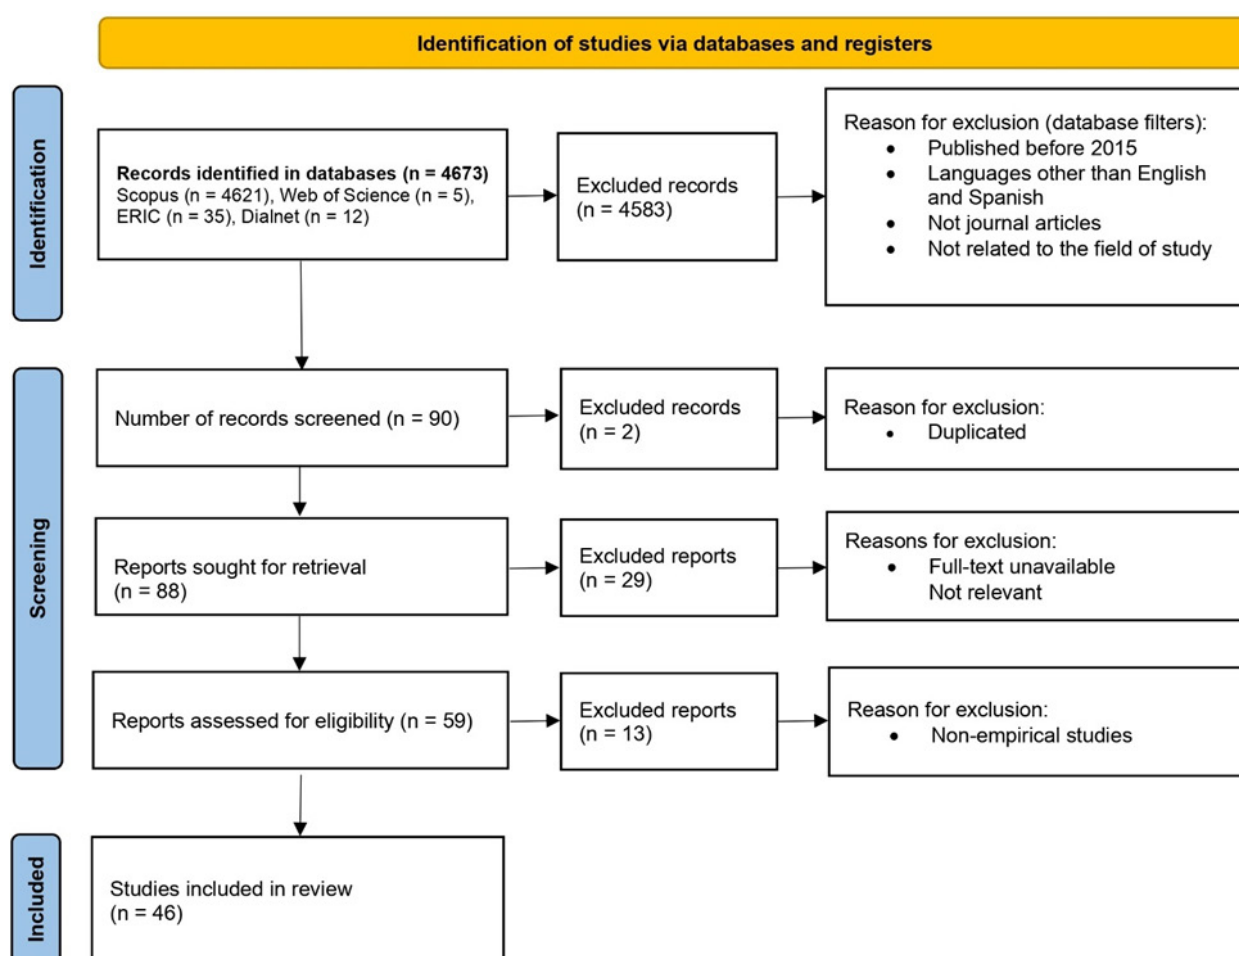 Identification of studies via databases and registers
Identification
Records identified in databases (n = 4673)
Scopus (n = 4621), Web of Science (n = 5),
ERIC (n = 35), Dialnet (n = 12)
Excluded records
(n = 4583)
Reason for exclusion (database filters):
• Published before 2015
• Languages other than English
and Spanish
• Not journal articles
• Not related to the field of study
Screening
Number of records screened (n = 90)
Excluded records
(n = 2)
Reason for exclusion:
• Duplicated
Reports sought for retrieval
(n = 88)
Excluded reports
(n = 29)
Reasons for exclusion:
• Full-text unavailable
Not relevant
Reports assessed for eligibility (n = 59)
Excluded reports
(n = 13)
Reason for exclusion:
• Non-empirical studies
Included
Studies included in review
(n = 46)